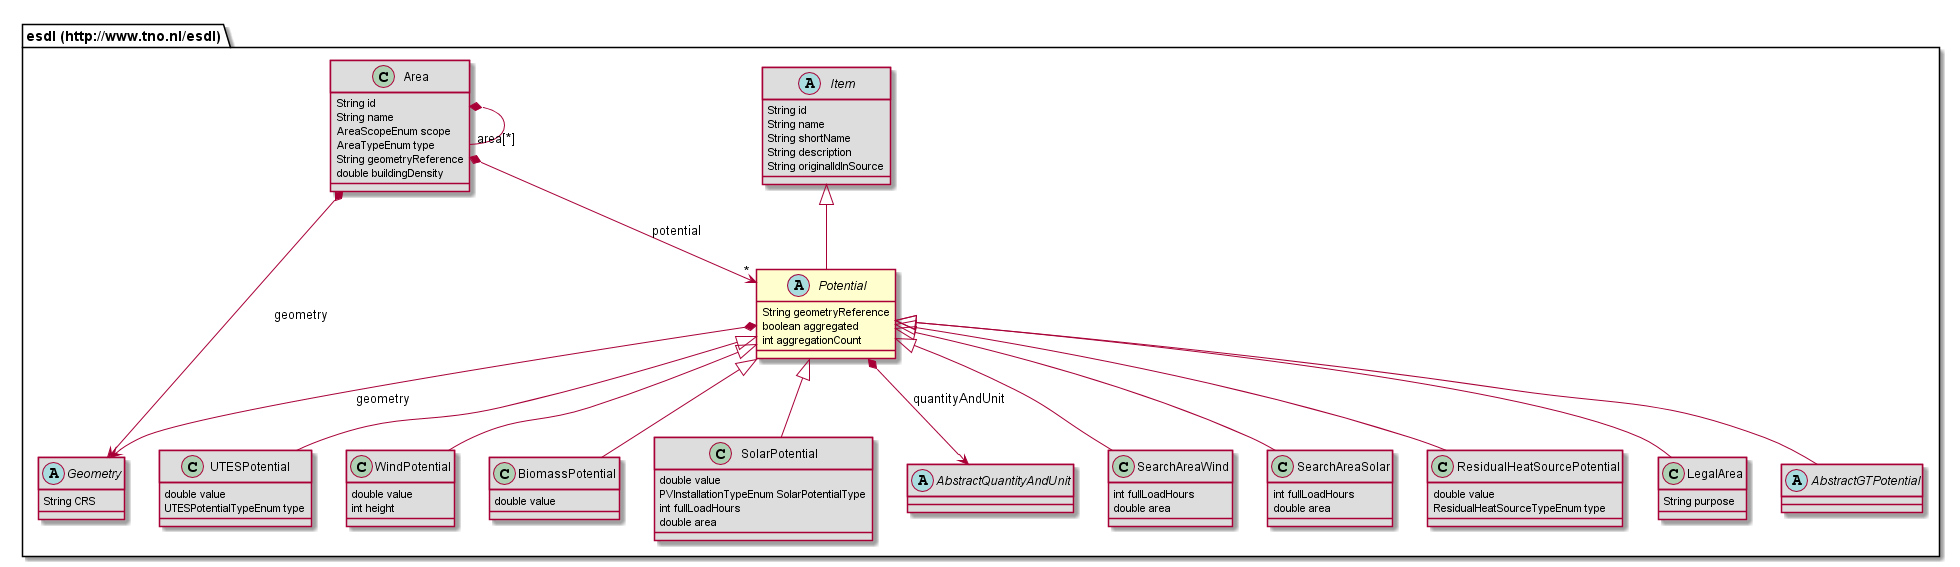 esdl (http://www.tno.nl/esdl)
C Area
String id
String name
AreaScopeEnum scope
AreaTypeEnum type
String geometryReference
double buildingDensity
area[*]
A Item
String id
String name
String shortName
String description
String originalIdInSource
potential
*
geometry
A Potential
String geometryReference
boolean aggregated
int aggregationCount
geometry
quantityAndUnit
A Geometry
String CRS
C UTESPotential
double value
UTESPotentialTypeEnum type
C WindPotential
double value
int height
C BiomassPotential
double value
C SolarPotential
double value
PVInstallationTypeEnum SolarPotentialType
int fullLoadHours
double area
A AbstractQuantityAndUnit
C SearchAreaWind
int fullLoadHours
double area
C SearchAreaSolar
int fullLoadHours
double area
C ResidualHeatSourcePotential
double value
ResidualHeatSourceTypeEnum type
C LegalArea
String purpose
A AbstractGTPotential